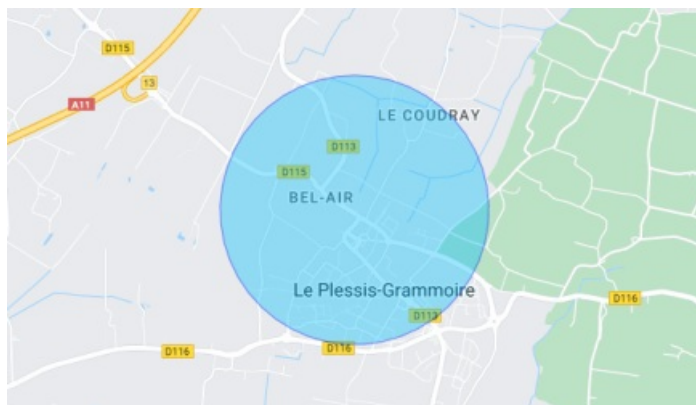 D115
13
A11
LE COUDRAY
D113
D115
BEL-AIR
Le Plessis-Grammoire
D116
D113
D116
D116